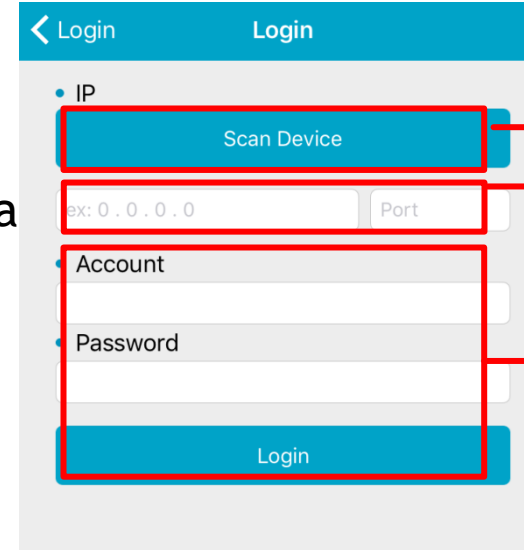 Login Login
IP
Scan Device
a
ex: 0 . 0 . 0 . 0 Port
Account
Password
Login